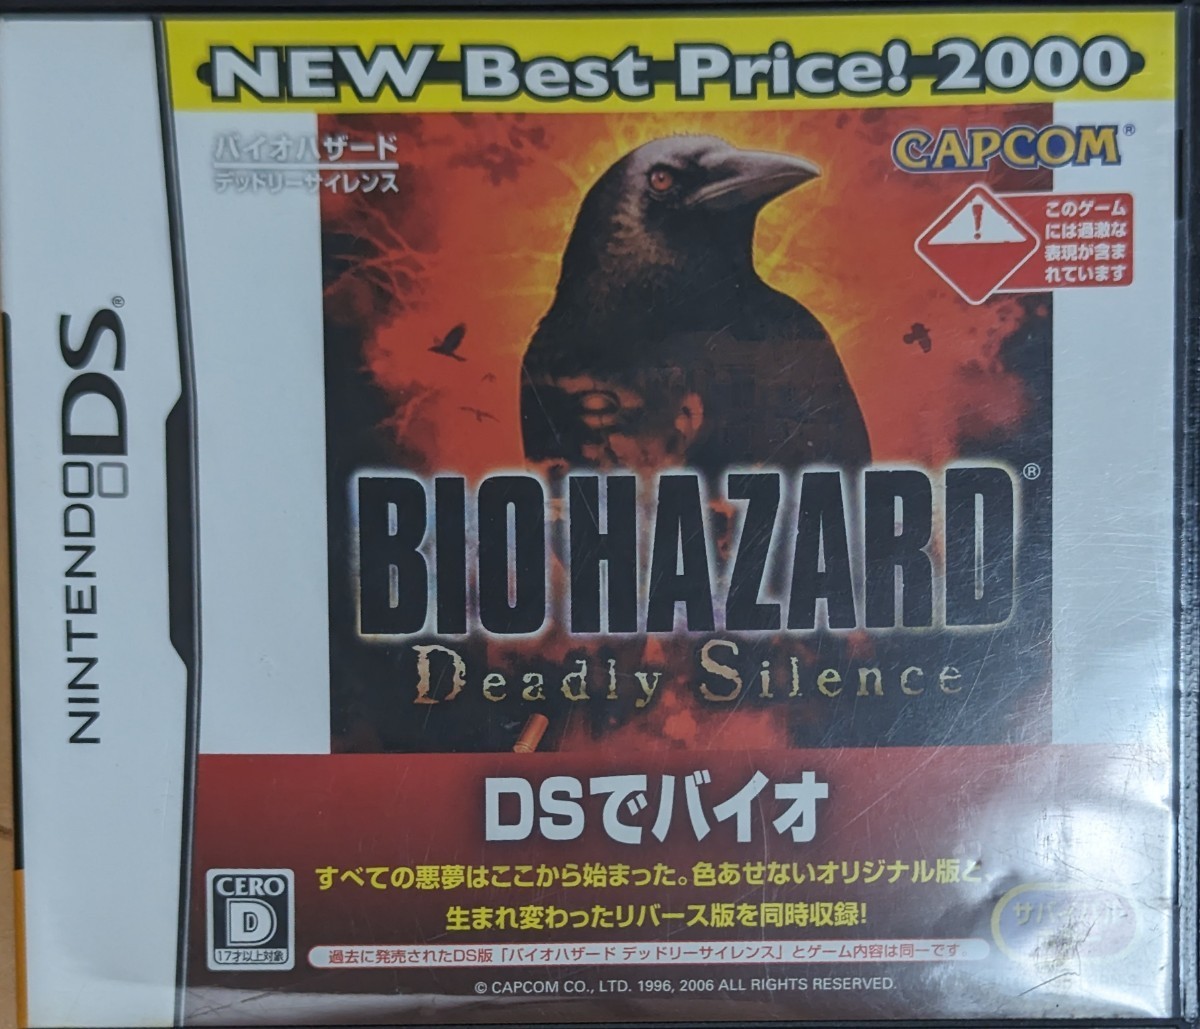 NEW Best Price! 2000
バイオハザード
デッドリーサイレンス
CAPCOM®
このゲーム
には過激な
表現が含ま
れています
NINTENDO DS®
BIOHAZARD®
Deadly Silence
DSでバイオ
すべての悪夢はここから始まった。色あせないオリジナル版と、
生まれ変わったリバース版を同時収録!
CERO
D
17才以上対象
過去に発売されたDS版「バイオハザード デッドリーサイレンス」とゲーム内容は同一です。
© CAPCOM CO., LTD. 1996, 2006 ALL RIGHTS RESERVED.